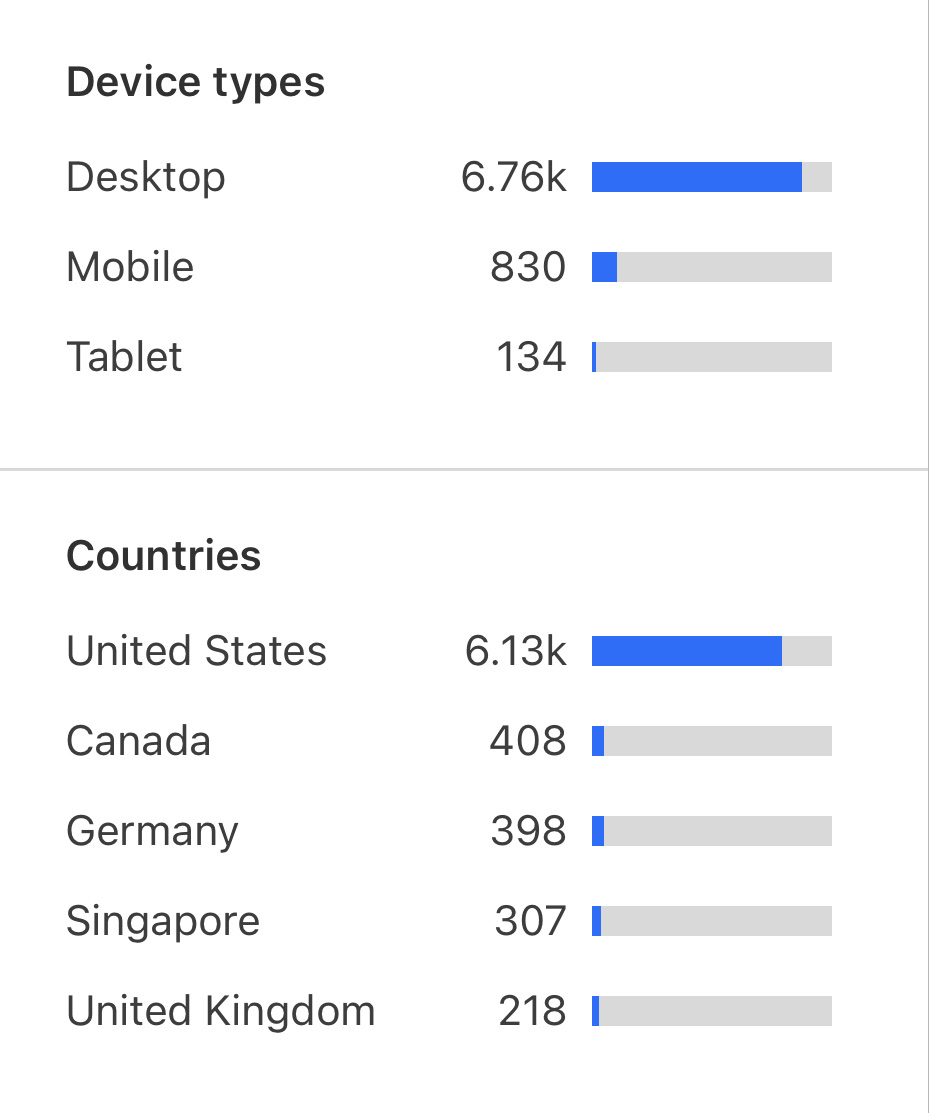 Device types
Desktop 6.76k
Mobile 830
Tablet 134
Countries
United States 6.13k
Canada 408
Germany 398
Singapore 307
United Kingdom 218